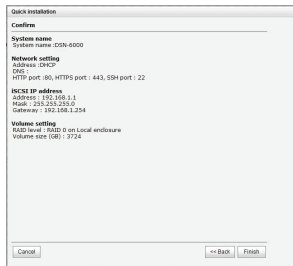 Quick installation
Confirm
System name
System name :DSN-6000
Network setting
Address :DHCP
DNS :
HTTP port :80, HTTPS port : 443, SSH port : 22
iSCSI IP address
Address : 192.168.1.1
Mask : 255.255.255.0
Gateway : 192.168.1.254
Volume setting
RAID level : RAID 0 on Local enclosure
Volume size (GB) : 3724
Cancel
<< Back
Finish